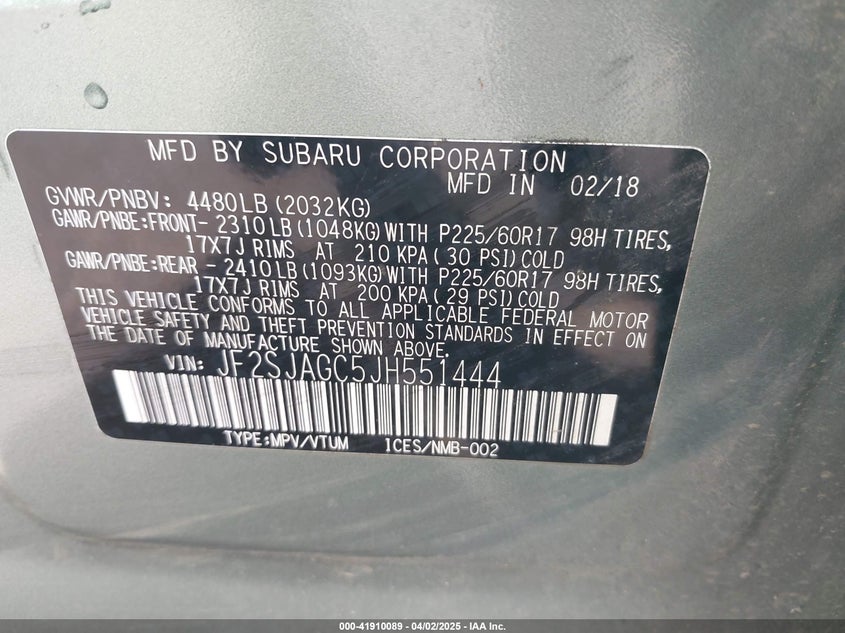 MFD BY SUBARU CORPORATION
MFD IN 02/18
GVWR/PNBV: 4480LB (2032KG)
GAWR/PNBE:FRONT- 2310LB (1048KG) WITH P225/60R17 98H TIRES,
17X7J RIMS AT 210 KPA( 30 PSI) COLD
GAWR/PNBE:REAR - 2410LB (1093KG) WITH P225/60R17 98H TIRES,
17X7J RIMS AT 200 KPA( 29 PSI) COLD
THIS VEHICLE CONFORMS TO ALL APPLICABLE FEDERAL MOTOR
VEHICLE SAFETY AND THEFT PREVENTION STANDARDS IN EFFECT ON
THE DATE OF MANUFACTURE SHOWN ABOVE.
VIN: JF2SJAGC5JH551444
TYPE:MPV/VTUM ICES/NMB-002
000-41910089 - 04/02/2025 - IAA Inc.